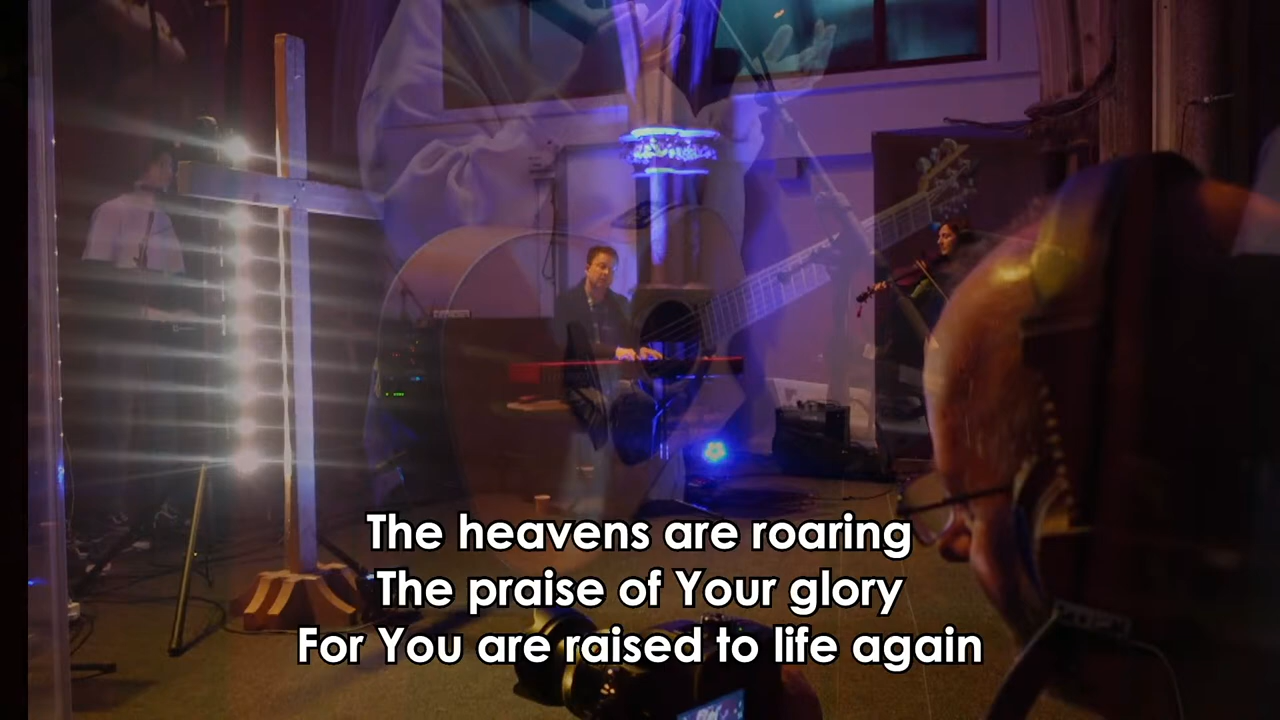 The heavens are roaring
The praise of Your glory
For You are raised to life again